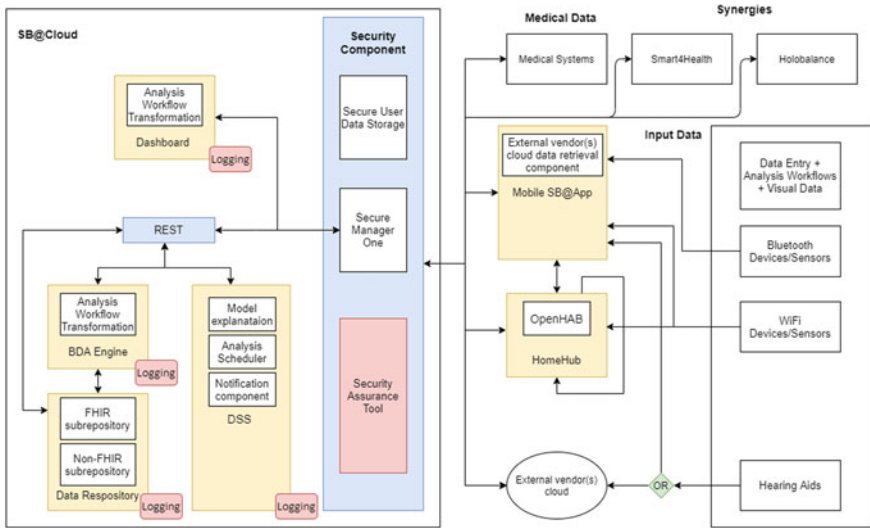 SB@Cloud
Security
Component
Medical Data
Synergies
Medical Systems
Smart4Health
Holobalance
Analysis
Workflow
Transformation
Dashboard
Logging
Secure User
Data Storage
Input Data
External vendor(s)
cloud data retrieval
component
Mobile SB@App
Data Entry +
Analysis Workflows
+ Visual Data
REST
Secure
Manager
One
Bluetooth
Devices/Sensors
Analysis
Workflow
Transformation
BDA Engine
Logging
Model
explanataion
Analysis
Scheduler
Notification
component
DSS
Logging
OpenHAB
HomeHub
WiFi
Devices/Sensors
Security
Assurance
Tool
FHIR
subrepository
Non-FHIR
subrepository
Data Respository
Logging
External vendor(s)
cloud
OR
Hearing Aids